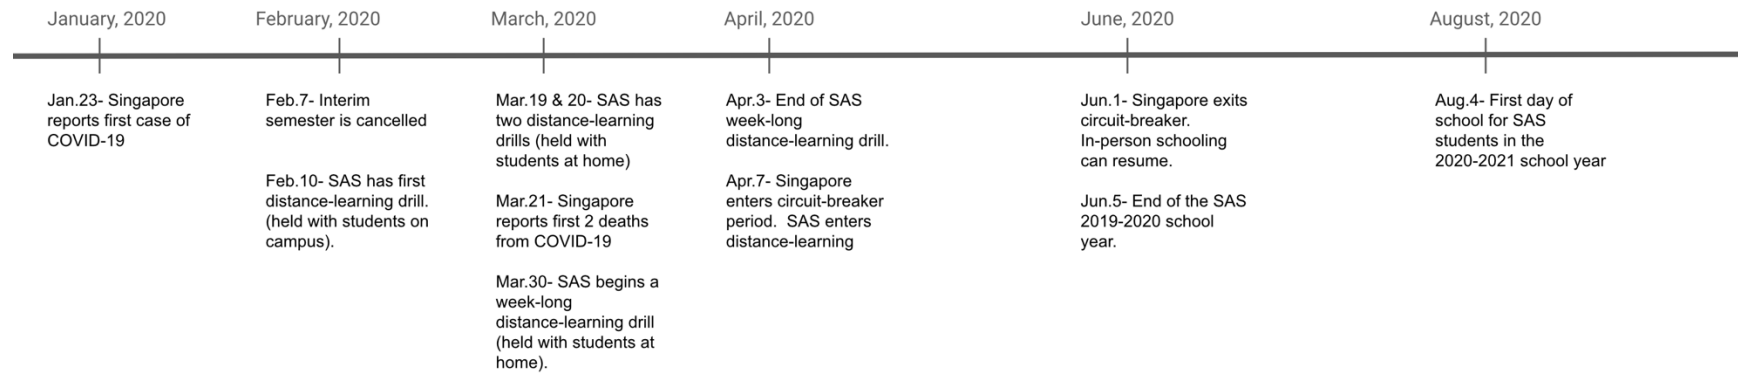 January, 2020
February, 2020
March, 2020
April, 2020
June, 2020
August, 2020
Jan.23- Singapore
reports first case of
COVID-19
Feb.7- Interim
semester is cancelled
Feb.10- SAS has first
distance-learning drill.
(held with students on
campus).
Mar.19 & 20- SAS has
two distance-learning
drills (held with
students at home)
Mar.21- Singapore
reports first 2 deaths
from COVID-19
Mar.30- SAS begins a
week-long
distance-learning drill
(held with students at
home).
Apr.3- End of SAS
week-long
distance-learning drill.
Apr.7- Singapore
enters circuit-breaker
period.  SAS enters
distance-learning
Jun.1- Singapore exits
circuit-breaker.
In-person schooling
can resume.
Jun.5- End of the SAS
2019-2020 school
year.
Aug.4- First day of
school for SAS
students in the
2020-2021 school year